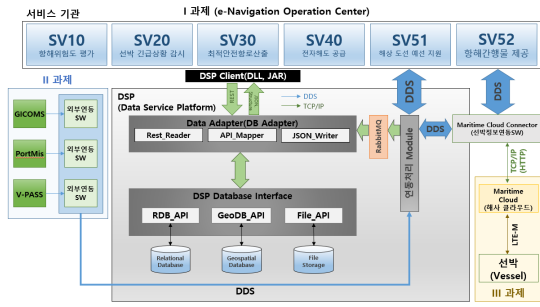 I 과제 (e-Navigation Operation Center)
서비스 기관
SV10
항해위험도 평가
SV20
선박 긴급상황 감시
SV30
최적안전항로산출
SV40
전자해도 공급
SV51
해상 도선 예선 지원
SV52
항해간행물 제공
II 과제
GICOMS
외부연동
SW
PortMis
외부연동
SW
V-PASS
외부연동
SW
DSP Client(DLL, JAR)
REST
DSP
(Data Service Platform)
DDS
TCP/IP
Data Adapter(DB Adapter)
Rest_Reader
API_Mapper
JSON_Writer
RabbitMQ
연동처리 Module
DDS
DDS
DDS
Maritime Cloud Connector
(선박정보연동SW)
TCP/IP
(HTTP)
Maritime
Cloud
(해사 클라우드)
LTE-M
선박
(Vessel)
III 과제
DSP Database Interface
RDB_API
GeoDB_API
File_API
Relational
Database
Geospatial
Database
File
Storage
DDS